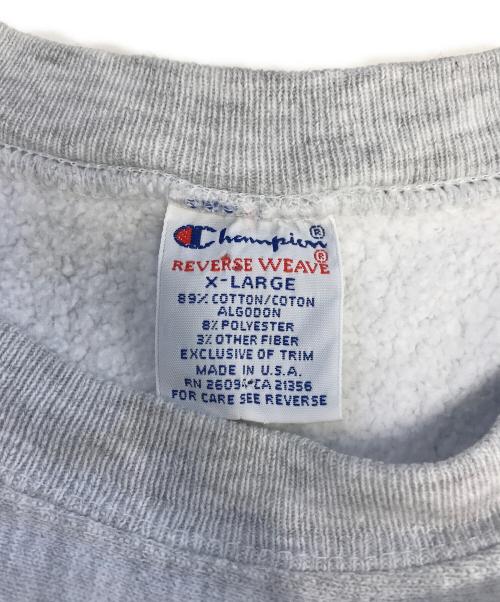 Champion®
REVERSE WEAVE®
X-LARGE
89% COTTON/COTON
ALGODON
8% POLYESTER
3% OTHER FIBER
EXCLUSIVE OF TRIM
MADE IN U.S.A.
RN 26094-CA 21356
FOR CARE SEE REVERSE